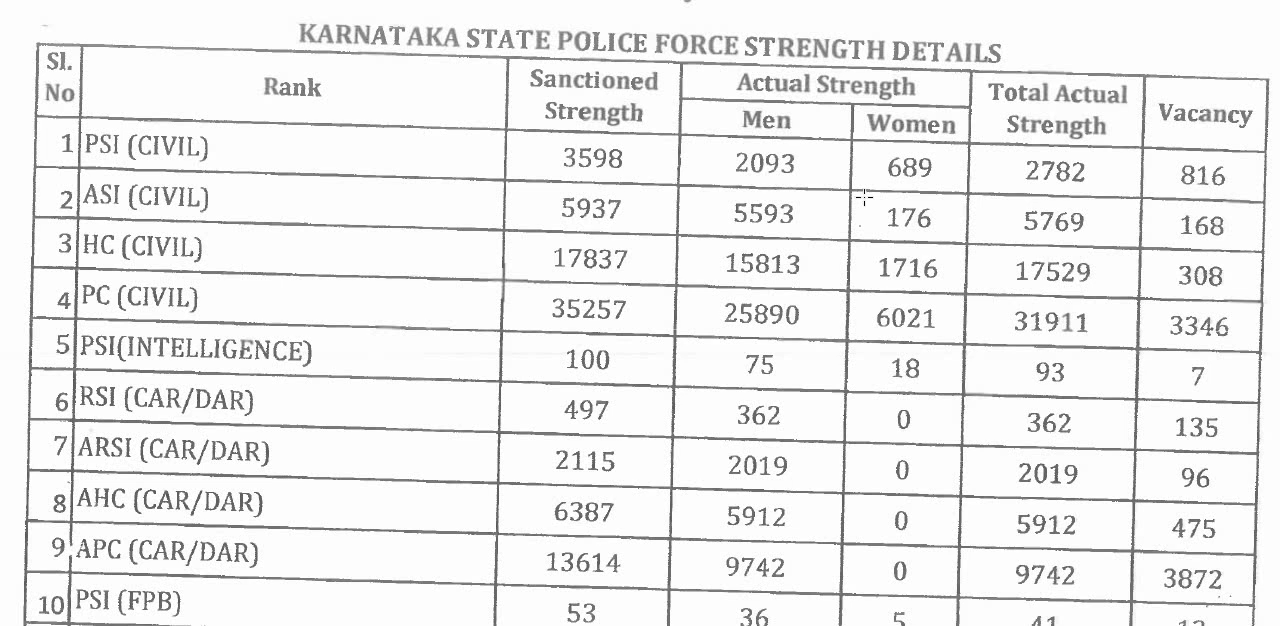 KARNATAKA STATE POLICE FORCE STRENGTH DETAILS
Sl. No Rank Sanctioned Strength Actual Strength Men Women Total Actual Strength Vacancy
1 PSI (CIVIL) 3598 2093 689 2782 816
2 ASI (CIVIL) 5937 5593 176 5769 168
3 HC (CIVIL) 17837 15813 1716 17529 308
4 PC (CIVIL) 35257 25890 6021 31911 3346
5 PSI(INTELLIGENCE) 100 75 18 93 7
6 RSI (CAR/DAR) 497 362 0 362 135
7 ARSI (CAR/DAR) 2115 2019 0 2019 96
8 AHC (CAR/DAR) 6387 5912 0 5912 475
9 APC (CAR/DAR) 13614 9742 0 9742 3872
10 PSI (FPB) 53 36 5 41